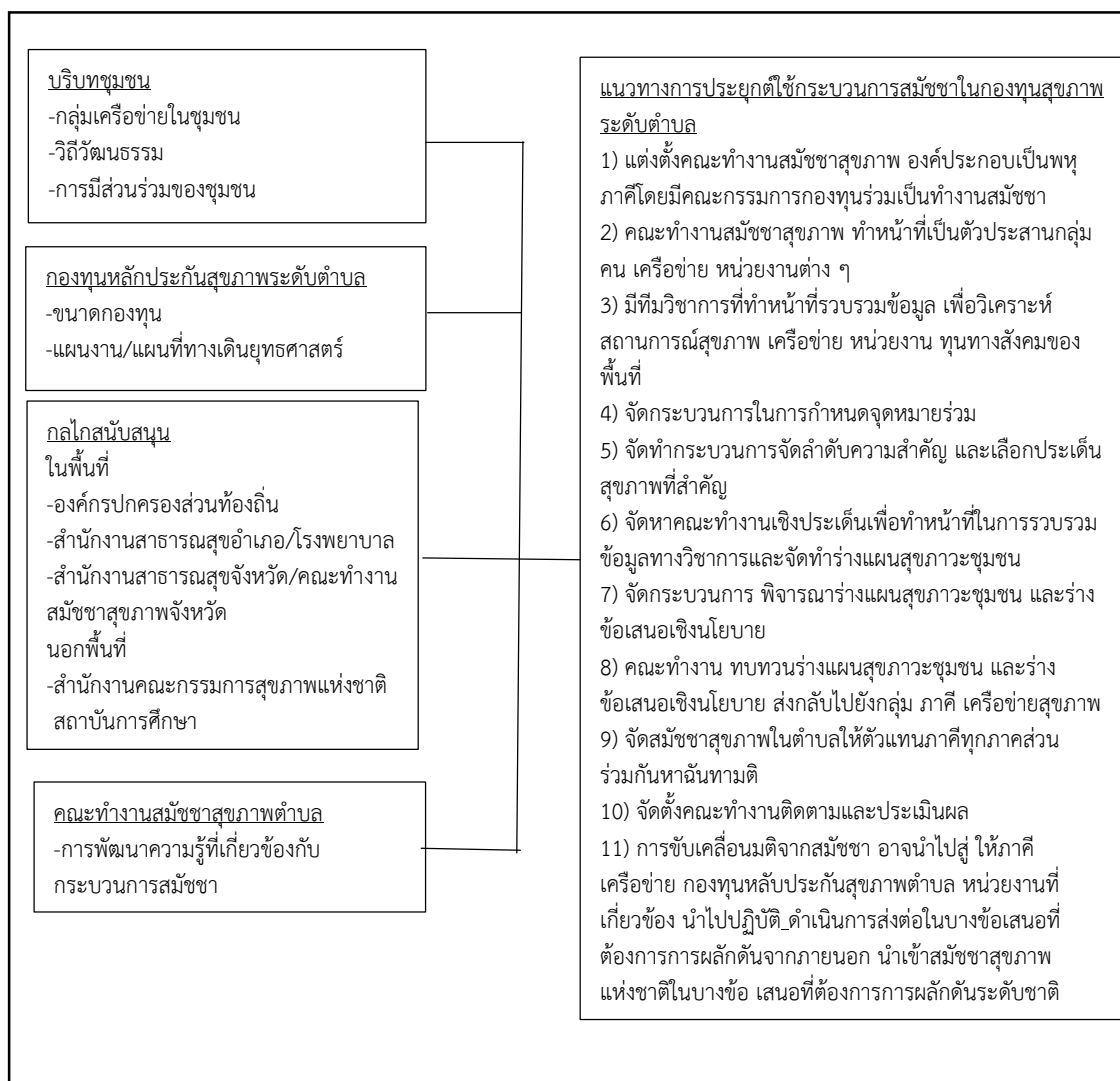 บริบทชุมชน
-กลุ่มเครือข่ายในชุมชน
-วิถีวัฒนธรรม
-การมีส่วนร่วมของชุมชน
กองทุนหลักประกันสุขภาพระดับตำบล
-ขนาดกองทุน
-แผนงาน/แผนที่ทางเดินยุทธศาสตร์
กลไกสนับสนุน
ในพื้นที่
-องค์กรปกครองส่วนท้องถิ่น
-สำนักงานสาธารณสุขอำเภอ/โรงพยาบาล
-สำนักงานสาธารณสุขจังหวัด/คณะทำงาน
สมัชชาสุขภาพจังหวัด
นอกพื้นที่
-สำนักงานคณะกรรมการสุขภาพแห่งชาติ
สถาบันการศึกษา
คณะทำงานสมัชชาสุขภาพตำบล
-การพัฒนาความรู้ที่เกี่ยวข้องกับ
กระบวนการสมัชชา
แนวทางการประยุกต์ใช้กระบวนการสมัชชาในกองทุนสุขภาพ
ระดับตำบล
1) แต่งตั้งคณะทำงานสมัชชาสุขภาพ องค์ประกอบเป็นพหุ
ภาคีโดยมีคณะกรรมการกองทุนร่วมเป็นทำงานสมัชชา
2) คณะทำงานสมัชชาสุขภาพ ทำหน้าที่เป็นตัวประสานกลุ่ม
คน เครือข่าย หน่วยงานต่าง ๆ
3) มีทีมวิชาการที่ทำหน้าที่รวบรวมข้อมูล เพื่อวิเคราะห์
สถานการณ์สุขภาพ เครือข่าย หน่วยงาน ทุนทางสังคมของ
พื้นที่
4) จัดกระบวนการในการกำหนดจุดหมายร่วม
5) จัดทำกระบวนการจัดลำดับความสำคัญ และเลือกประเด็น
สุขภาพที่สำคัญ
6) จัดหาคณะทำงานเชิงประเด็นเพื่อทำหน้าที่ในการรวบรวม
ข้อมูลทางวิชาการและจัดทำร่างแผนสุขภาวะชุมชน
7) จัดกระบวนการ พิจารณาร่างแผนสุขภาวะชุมชน และร่าง
ข้อเสนอเชิงนโยบาย
8) คณะทำงาน ทบทวนร่างแผนสุขภาวะชุมชน และร่าง
ข้อเสนอเชิงนโยบาย ส่งกลับไปยังกลุ่ม ภาคี เครือข่ายสุขภาพ
9) จัดสมัชชาสุขภาพในตำบลให้ตัวแทนภาคีทุกภาคส่วน
ร่วมกันหาฉันทามติ
10) จัดตั้งคณะทำงานติดตามและประเมินผล
11) การขับเคลื่อนมติจากสมัชชา อาจนำไปสู่ ให้ภาคี
เครือข่าย กองทุนหลับประกันสุขภาพตำบล หน่วยงานที่
เกี่ยวข้อง นำไปปฏิบัติ_ดำเนินการส่งต่อในบางข้อเสนอที่
ต้องการการผลักดันจากภายนอก นำเข้าสมัชชาสุขภาพ
แห่งชาติในบางข้อ เสนอที่ต้องการการผลักดันระดับชาติ